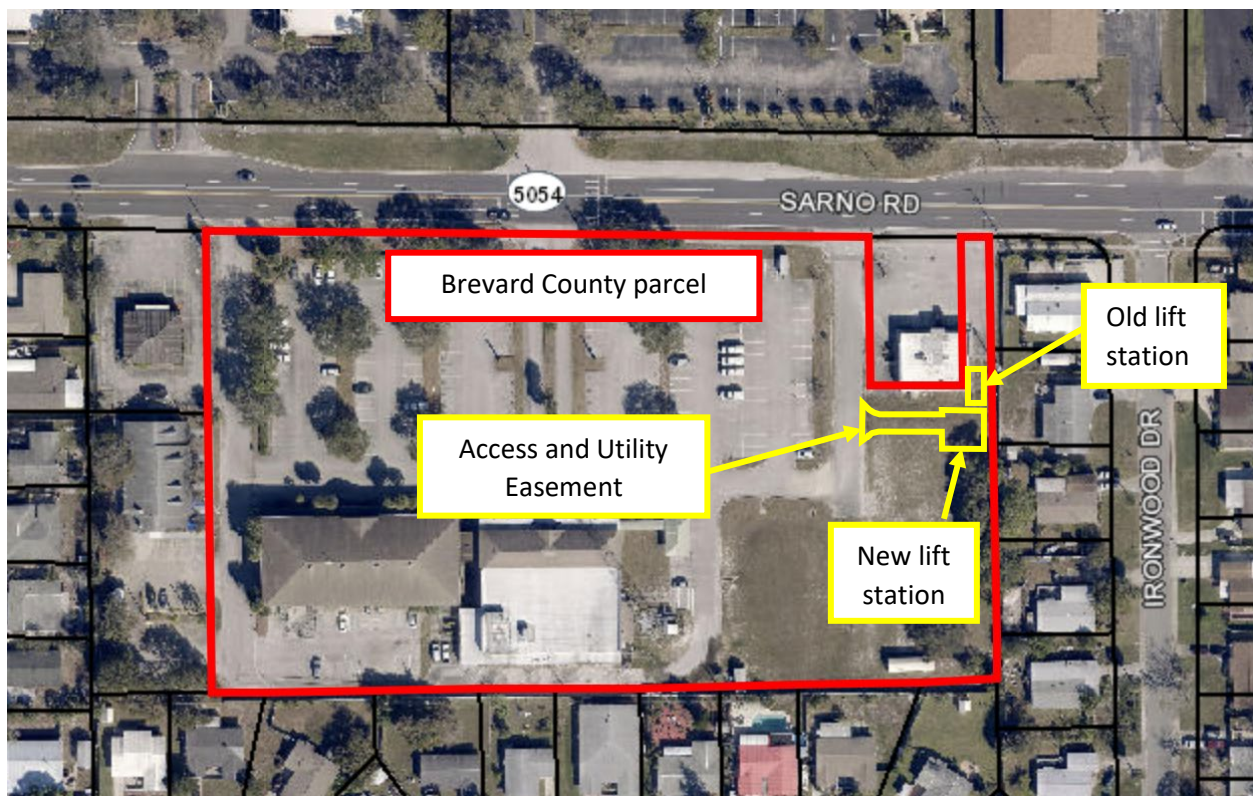 5054
SARNO RD
Brevard County parcel
Old lift
station
Access and Utility
Easement
New lift
station
IRONWOOD DR